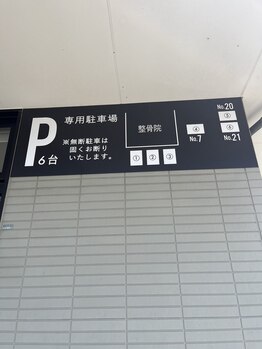 P
6台
専用駐車場
※無断駐車は
固くお断り
いたします。
整骨院
① ② ③
④
No.7
No.20
⑤
⑥
No.21